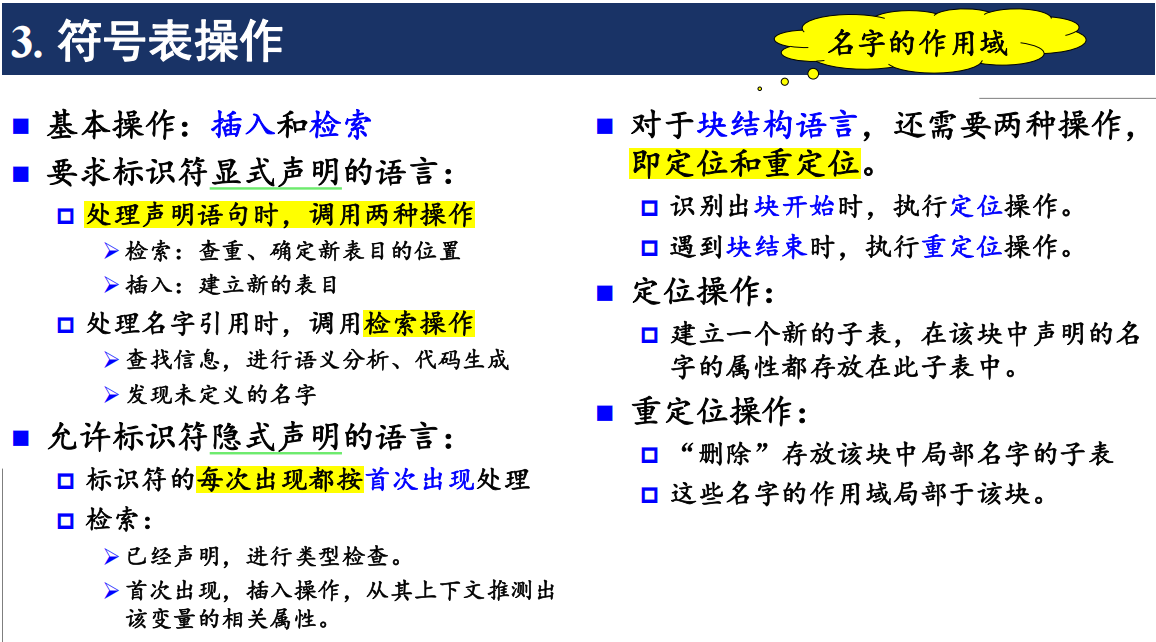 3. 符号表操作
名字的作用域
基本操作：插入和检索
要求标识符显式声明的语言：
处理声明语句时，调用两种操作
检索：查重、确定新表目的位置
插入：建立新的表目
处理名字引用时，调用检索操作
查找信息，进行语义分析、代码生成
发现未定义的名字
允许标识符隐式声明的语言：
标识符的每次出现都按首次出现处理
检索：
已经声明，进行类型检查。
首次出现，插入操作，从其上下文推测出
该变量的相关属性。
对于块结构语言，还需要两种操作，
即定位和重定位。
识别出块开始时，执行定位操作。
遇到块结束时，执行重定位操作。
定位操作：
建立一个新的子表，在该块中声明的名
字的属性都存放在此子表中。
重定位操作：
“删除”存放该块中局部名字的子表
这些名字的作用域局部于该块。